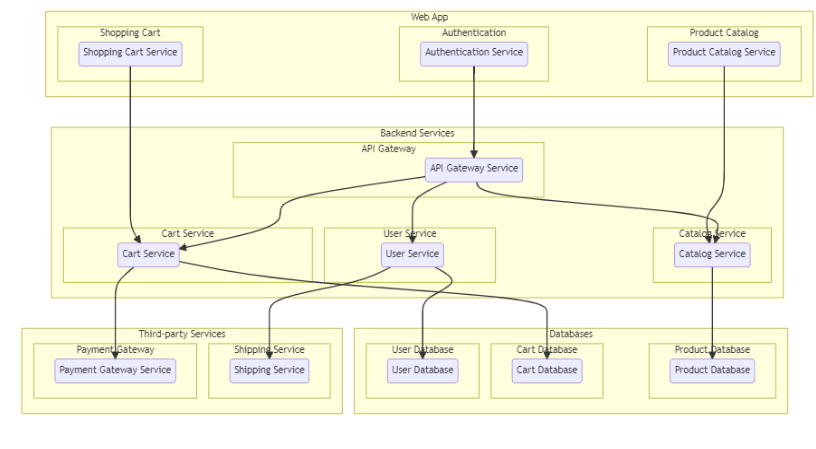 Web App
Shopping Cart
Authentication
Product Catalog
Shopping Cart Service
Authentication Service
Product Catalog Service
Backend Services
API Gateway
API Gateway Service
Cart Service
User Service
Catalog Service
Cart Service
User Service
Catalog Service
Third-party Services
Databases
Payment Gateway
Shipping Service
User Database
Cart Database
Product Database
Payment Gateway Service
Shipping Service
User Database
Cart Database
Product Database